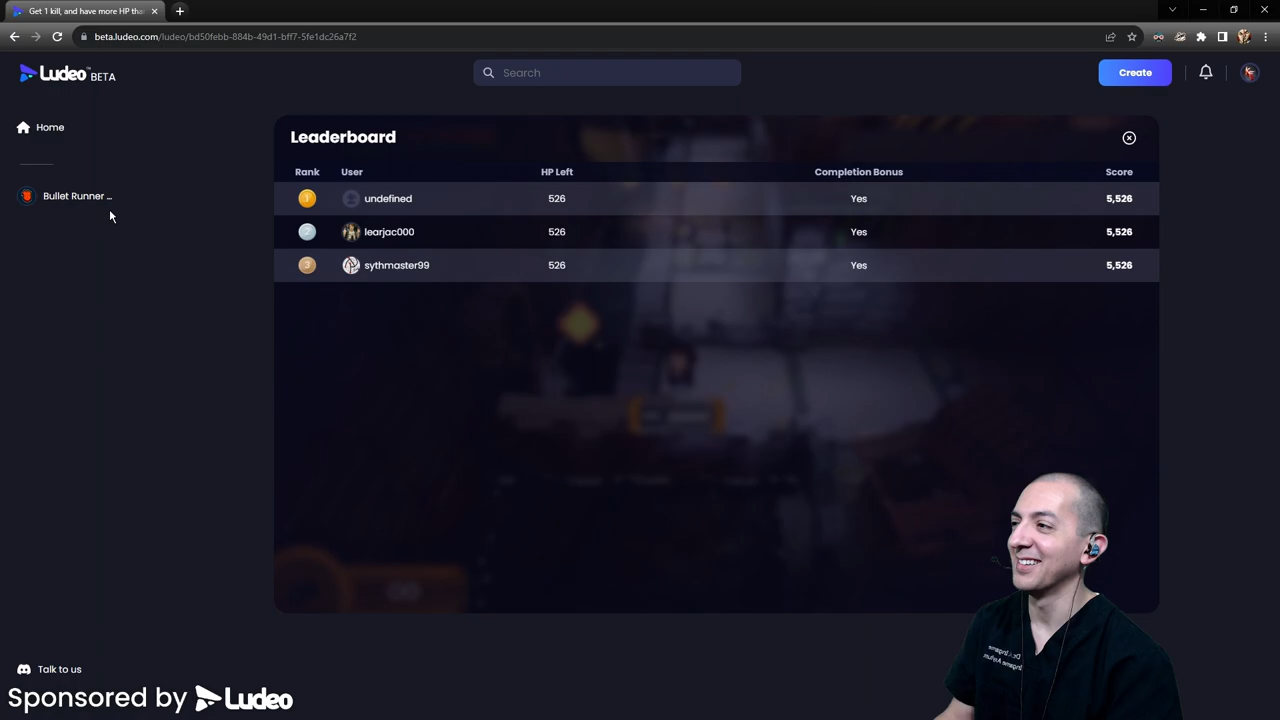 Get 1 kill, and have more HP tha
beta.ludeo.com/ludeo/bd50febb-884b-49d1-bff7-5fe1dc26a7f2
Ludeo™ BETA
Search
Create
Home
Bullet Runner ...
Leaderboard
Rank User HP Left Completion Bonus Score
1 undefined 526 Yes 5,526
2 learjac000 526 Yes 5,526
3 sythmaster99 526 Yes 5,526
Talk to us
Sponsored by Ludeo